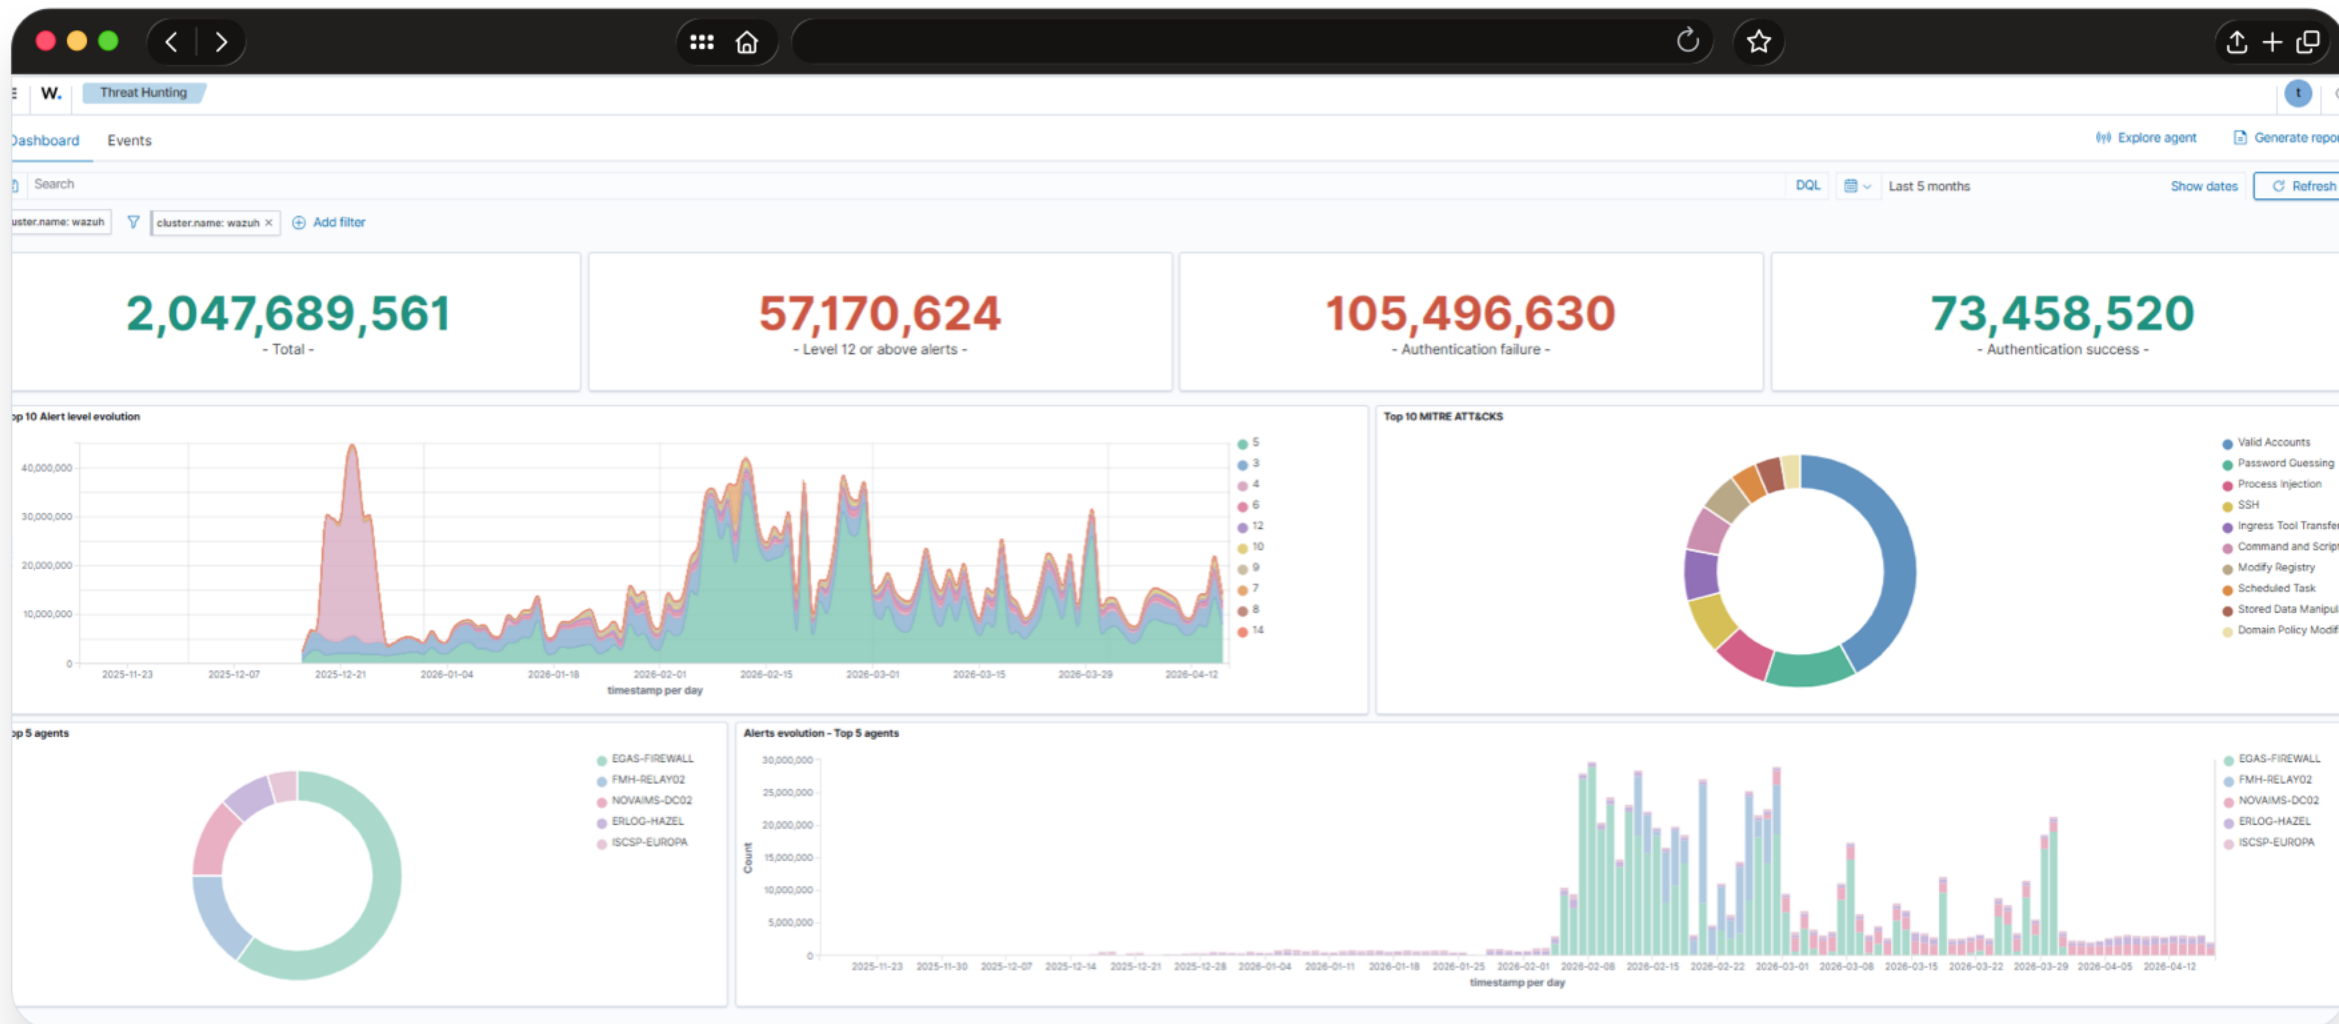 W. Threat Hunting t
Dashboard Events Explore agent Generate repor
Search DQL Last 5 months Show dates Refresh
uster.name: wazuh cluster.name: wazuh × Add filter
2,047,689,561
- Total -
57,170,624
- Level 12 or above alerts -
105,496,630
- Authentication failure -
73,458,520
- Authentication success -
op 10 Alert level evolution
40,000,000
30,000,000
20,000,000
10,000,000
0
2025-11-23 2025-12-07 2025-12-21 2026-01-04 2026-01-18 2026-02-01 2026-02-15 2026-03-01 2026-03-15 2026-03-29 2026-04-12
timestamp per day
5
3
4
6
12
10
9
7
8
14
Top 10 MITRE ATT&CKS
Valid Accounts
Password Guessing
Process Injection
SSH
Ingress Tool Transfer
Command and Script
Modify Registry
Scheduled Task
Stored Data Manipul
Domain Policy Modif
op 5 agents
EGAS-FIREWALL
FMH-RELAY02
NOVAIMS-DC02
ERLOG-HAZEL
ISCSP-EUROPA
Alerts evolution - Top 5 agents
Count
30,000,000
25,000,000
20,000,000
15,000,000
10,000,000
5,000,000
0
2025-11-23 2025-11-30 2025-12-07 2025-12-14 2025-12-21 2025-12-28 2026-01-04 2026-01-11 2026-01-18 2026-01-25 2026-02-01 2026-02-08 2026-02-15 2026-02-22 2026-03-01 2026-03-08 2026-03-15 2026-03-22 2026-03-29 2026-04-05 2026-04-12
timestamp per day
EGAS-FIREWALL
FMH-RELAY02
NOVAIMS-DC02
ERLOG-HAZEL
ISCSP-EUROPA